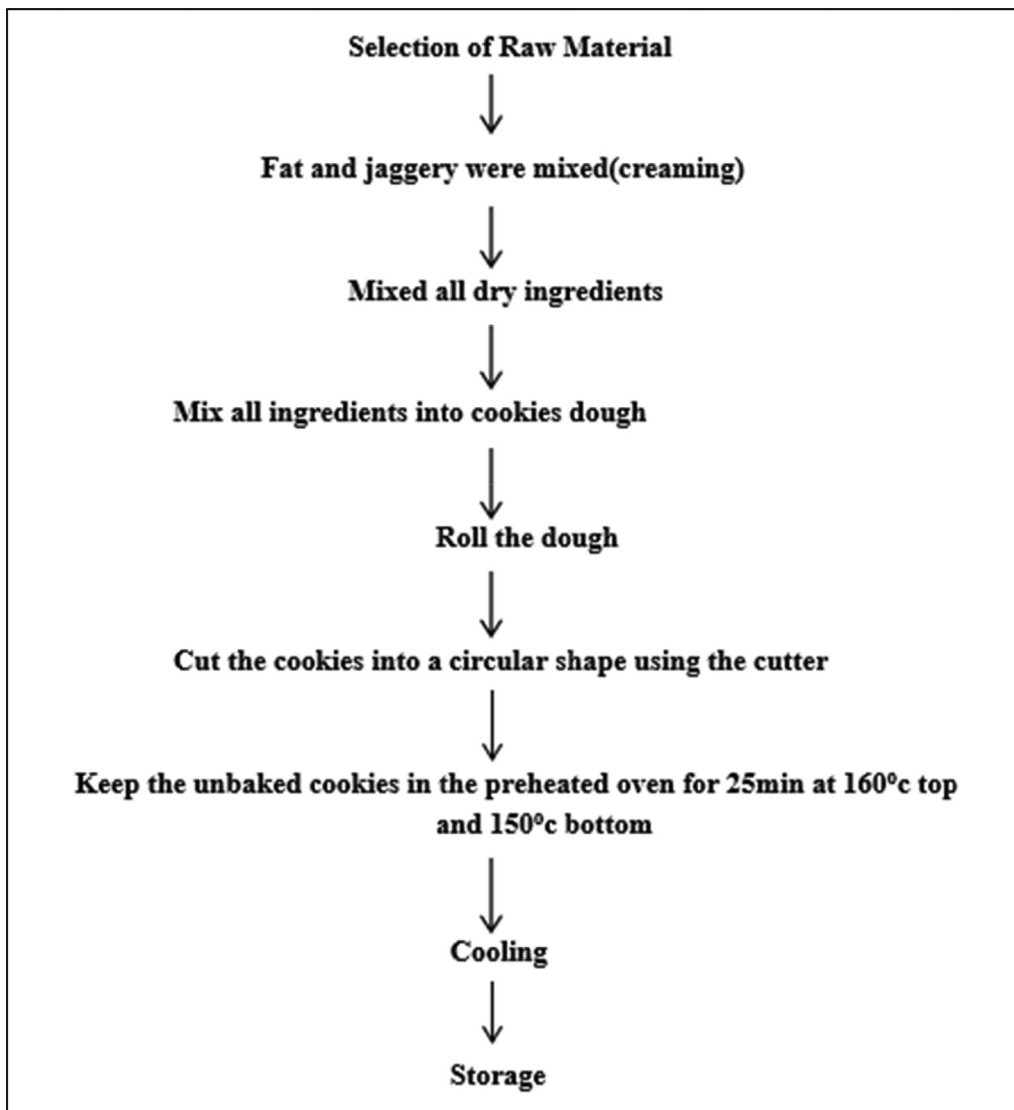 Selection of Raw Material
Fat and jaggery were mixed(creaming)
Mixed all dry ingredients
Mix all ingredients into cookies dough
Roll the dough
Cut the cookies into a circular shape using the cutter
Keep the unbaked cookies in the preheated oven for 25min at 160⁰c top
and 150⁰c bottom
Cooling
Storage